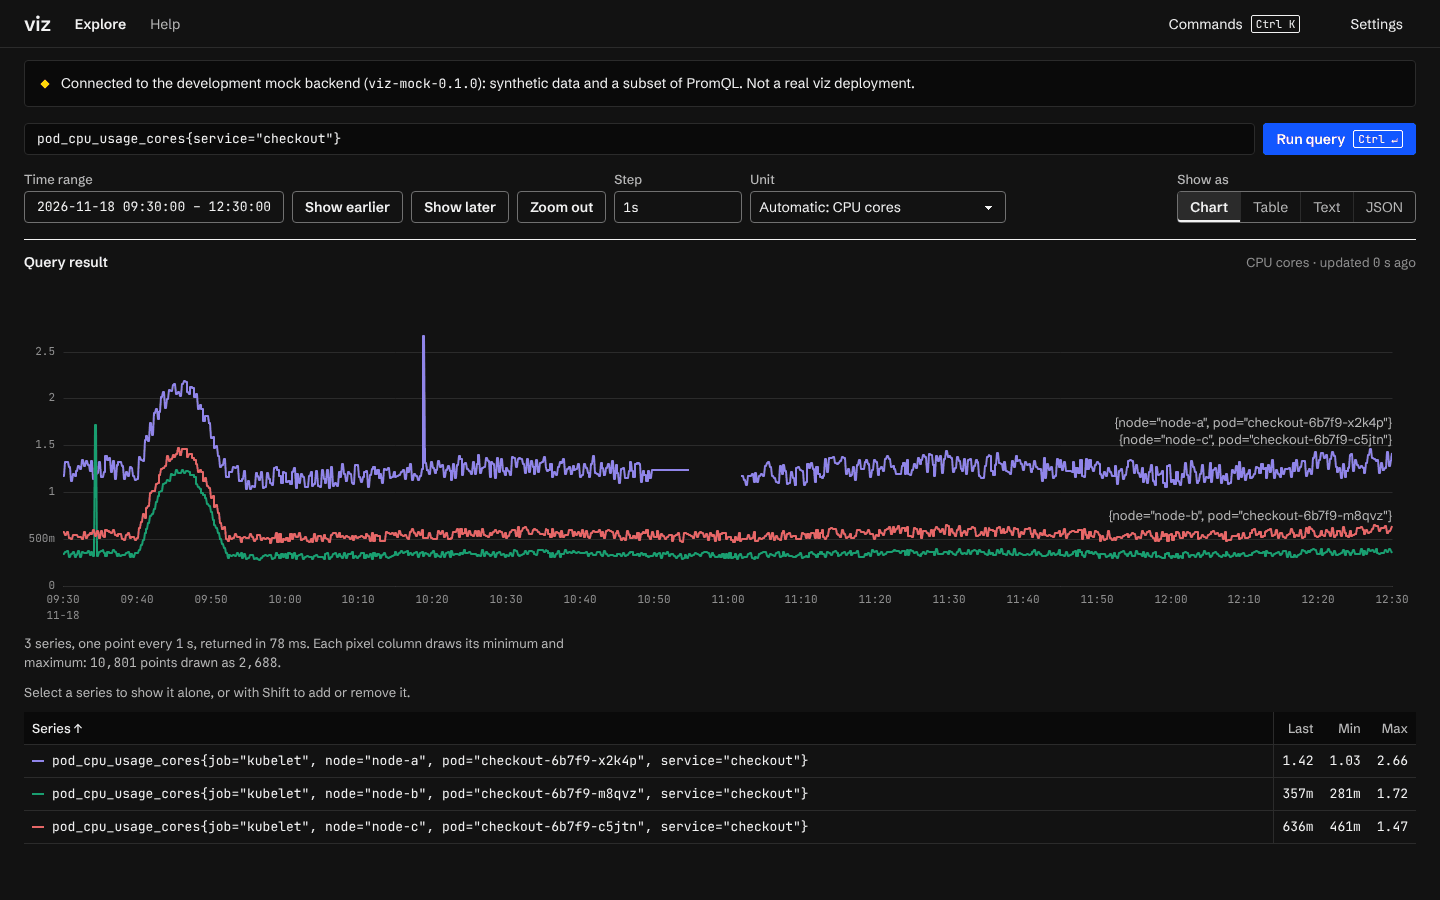 viz Explore Help Commands Ctrl K Settings
Connected to the development mock backend (viz-mock-0.1.0): synthetic data and a subset of PromQL. Not a real viz deployment.
pod_cpu_usage_cores{service="checkout"} Run query Ctrl ↵
Time range Step Unit Show as
2026-11-18 09:30:00 – 12:30:00 Show earlier Show later Zoom out 1s Automatic: CPU cores Chart Table Text JSON
Query result CPU cores · updated 0 s ago
2.5
2
{node="node-a", pod="checkout-6b7f9-x2k4p"}
1.5 {node="node-c", pod="checkout-6b7f9-c5jtn"}
1
{node="node-b", pod="checkout-6b7f9-m8qvz"}
500m
0
09:30 09:40 09:50 10:00 10:10 10:20 10:30 10:40 10:50 11:00 11:10 11:20 11:30 11:40 11:50 12:00 12:10 12:20 12:30
11-18
3 series, one point every 1 s, returned in 78 ms. Each pixel column draws its minimum and
maximum: 10,801 points drawn as 2,688.
Select a series to show it alone, or with Shift to add or remove it.
Series ↑ Last Min Max
pod_cpu_usage_cores{job="kubelet", node="node-a", pod="checkout-6b7f9-x2k4p", service="checkout"} 1.42 1.03 2.66
pod_cpu_usage_cores{job="kubelet", node="node-b", pod="checkout-6b7f9-m8qvz", service="checkout"} 357m 281m 1.72
pod_cpu_usage_cores{job="kubelet", node="node-c", pod="checkout-6b7f9-c5jtn", service="checkout"} 636m 461m 1.47